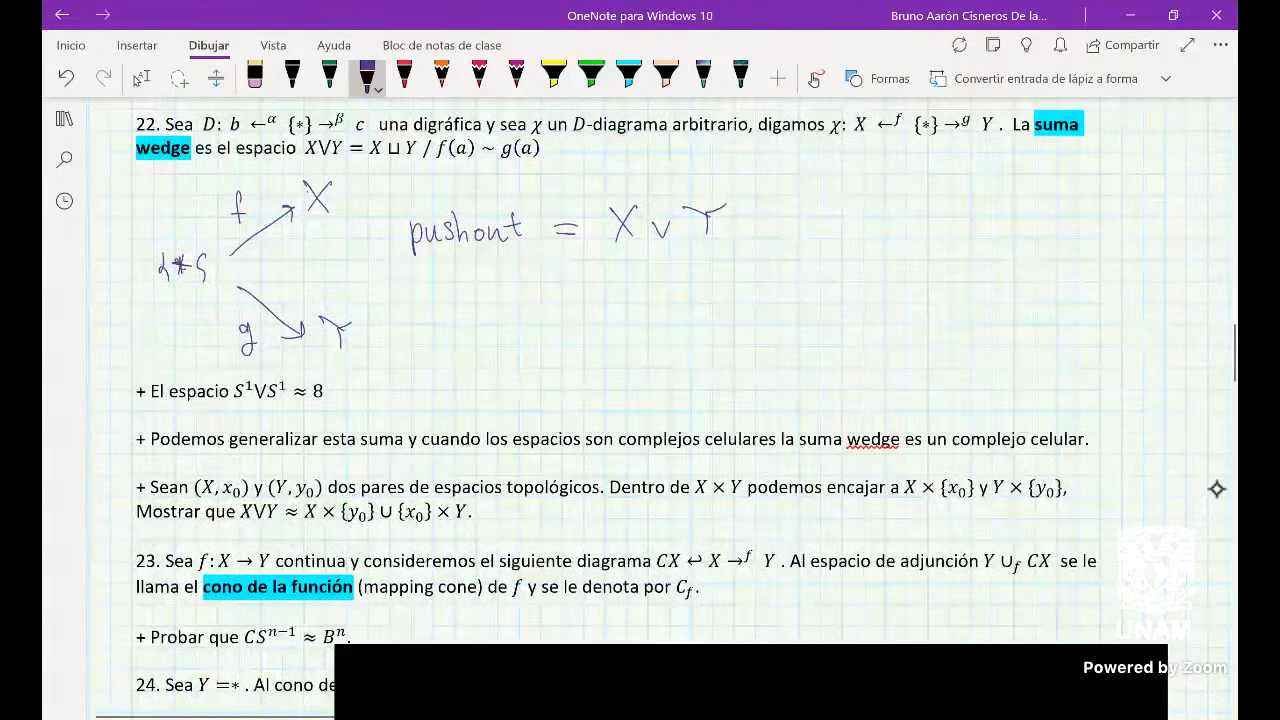 OneNote para Windows 10
Bruno Aarón Cisneros De la...
Inicio Insertar Dibujar Vista Ayuda Bloc de notas de clase
Compartir
Formas
Convertir entrada de lápiz a forma
22. Sea D: b ←ᵅ {∗} →ᵝ c una digráfica y sea χ un D-diagrama arbitrario, digamos χ: X ←ᶠ {∗} →ᵍ Y . La suma
wedge es el espacio X∨Y = X ⊔ Y / f(a) ~ g(a)
f X
pushout = X ∨ Y
{*}
g Y
+ El espacio S¹∨S¹ ≈ 8
+ Podemos generalizar esta suma y cuando los espacios son complejos celulares la suma wedge es un complejo celular.
+ Sean (X, x₀) y (Y, y₀) dos pares de espacios topológicos. Dentro de X × Y podemos encajar a X × {x₀} y Y × {y₀},
Mostrar que X∨Y ≈ X × {y₀} ∪ {x₀} × Y.
23. Sea f: X → Y continua y consideremos el siguiente diagrama CX ↩ X →ᶠ Y . Al espacio de adjunción Y ∪_f CX se le
llama el cono de la función (mapping cone) de f y se le denota por C_f.
+ Probar que CSⁿ⁻¹ ≈ Bⁿ.
24. Sea Y =∗ . Al cono de
UNAM
Powered by Zoom